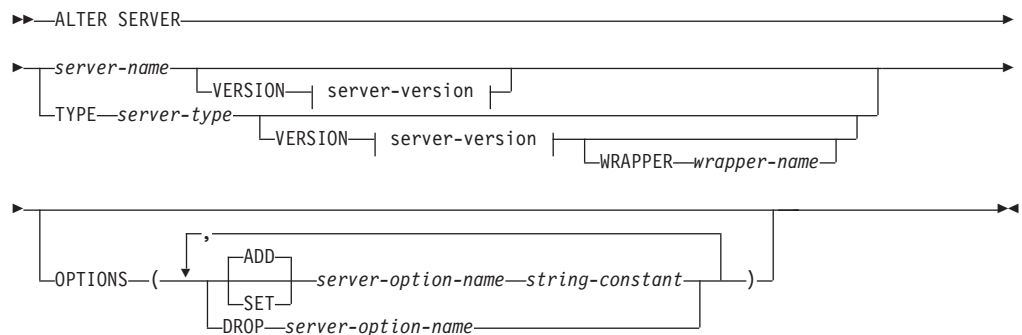 ALTER SERVER
server-name
VERSION server-version
TYPE server-type
VERSION server-version
WRAPPER wrapper-name
,
ADD
OPTIONS ( server-option-name string-constant )
SET
DROP server-option-name